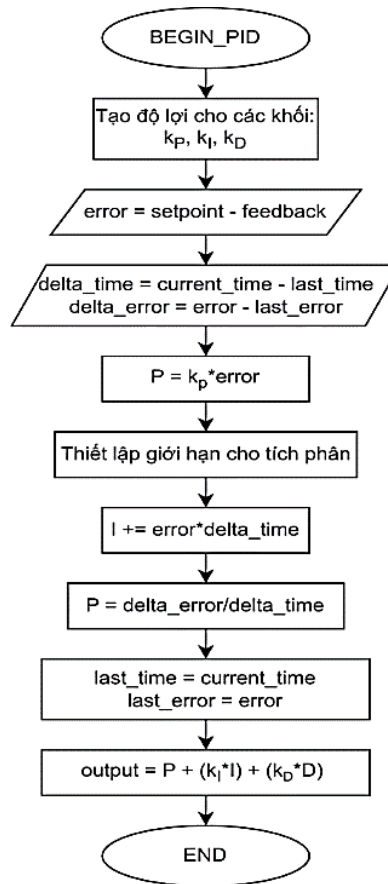 BEGIN_PID
Tạo độ lợi cho các khối:
kP, kI, kD
error = setpoint - feedback
delta_time = current_time - last_time
delta_error = error - last_error
P = kp*error
Thiết lập giới hạn cho tích phân
I += error*delta_time
P = delta_error/delta_time
last_time = current_time
last_error = error
output = P + (kI*I) + (kD*D)
END